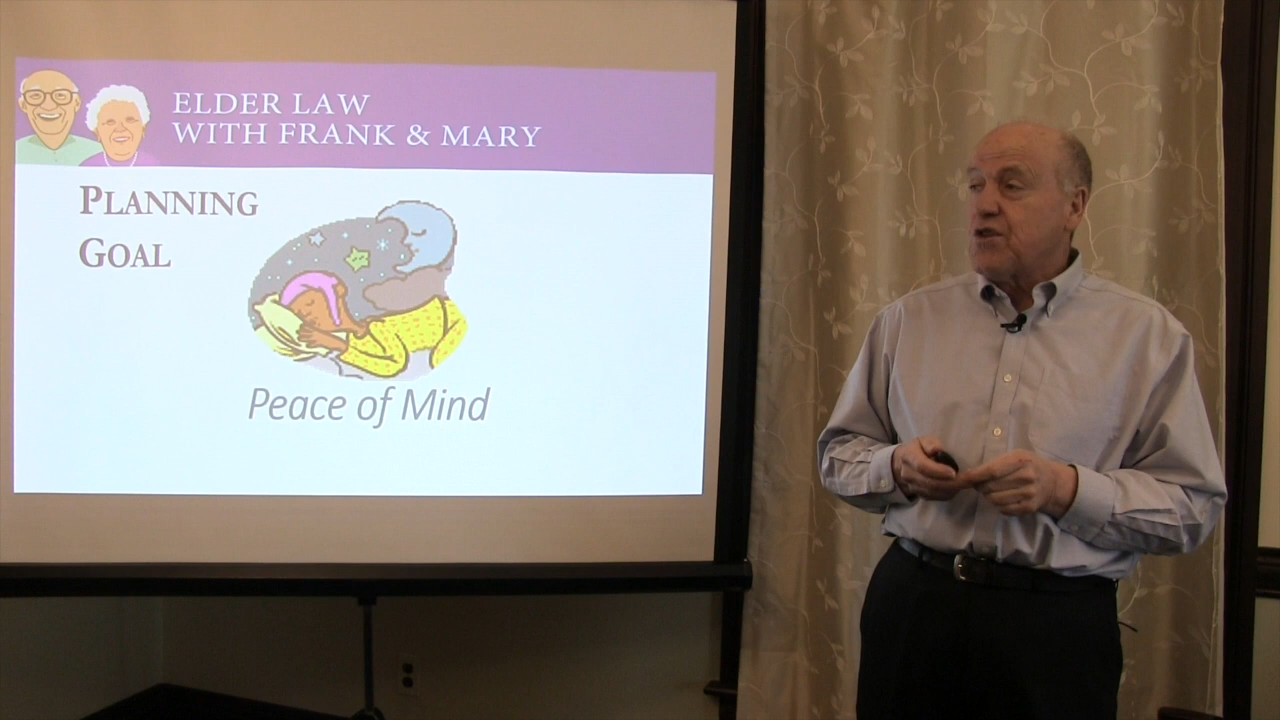 ELDER LAW
WITH FRANK & MARY
PLANNING
GOAL
Peace of Mind